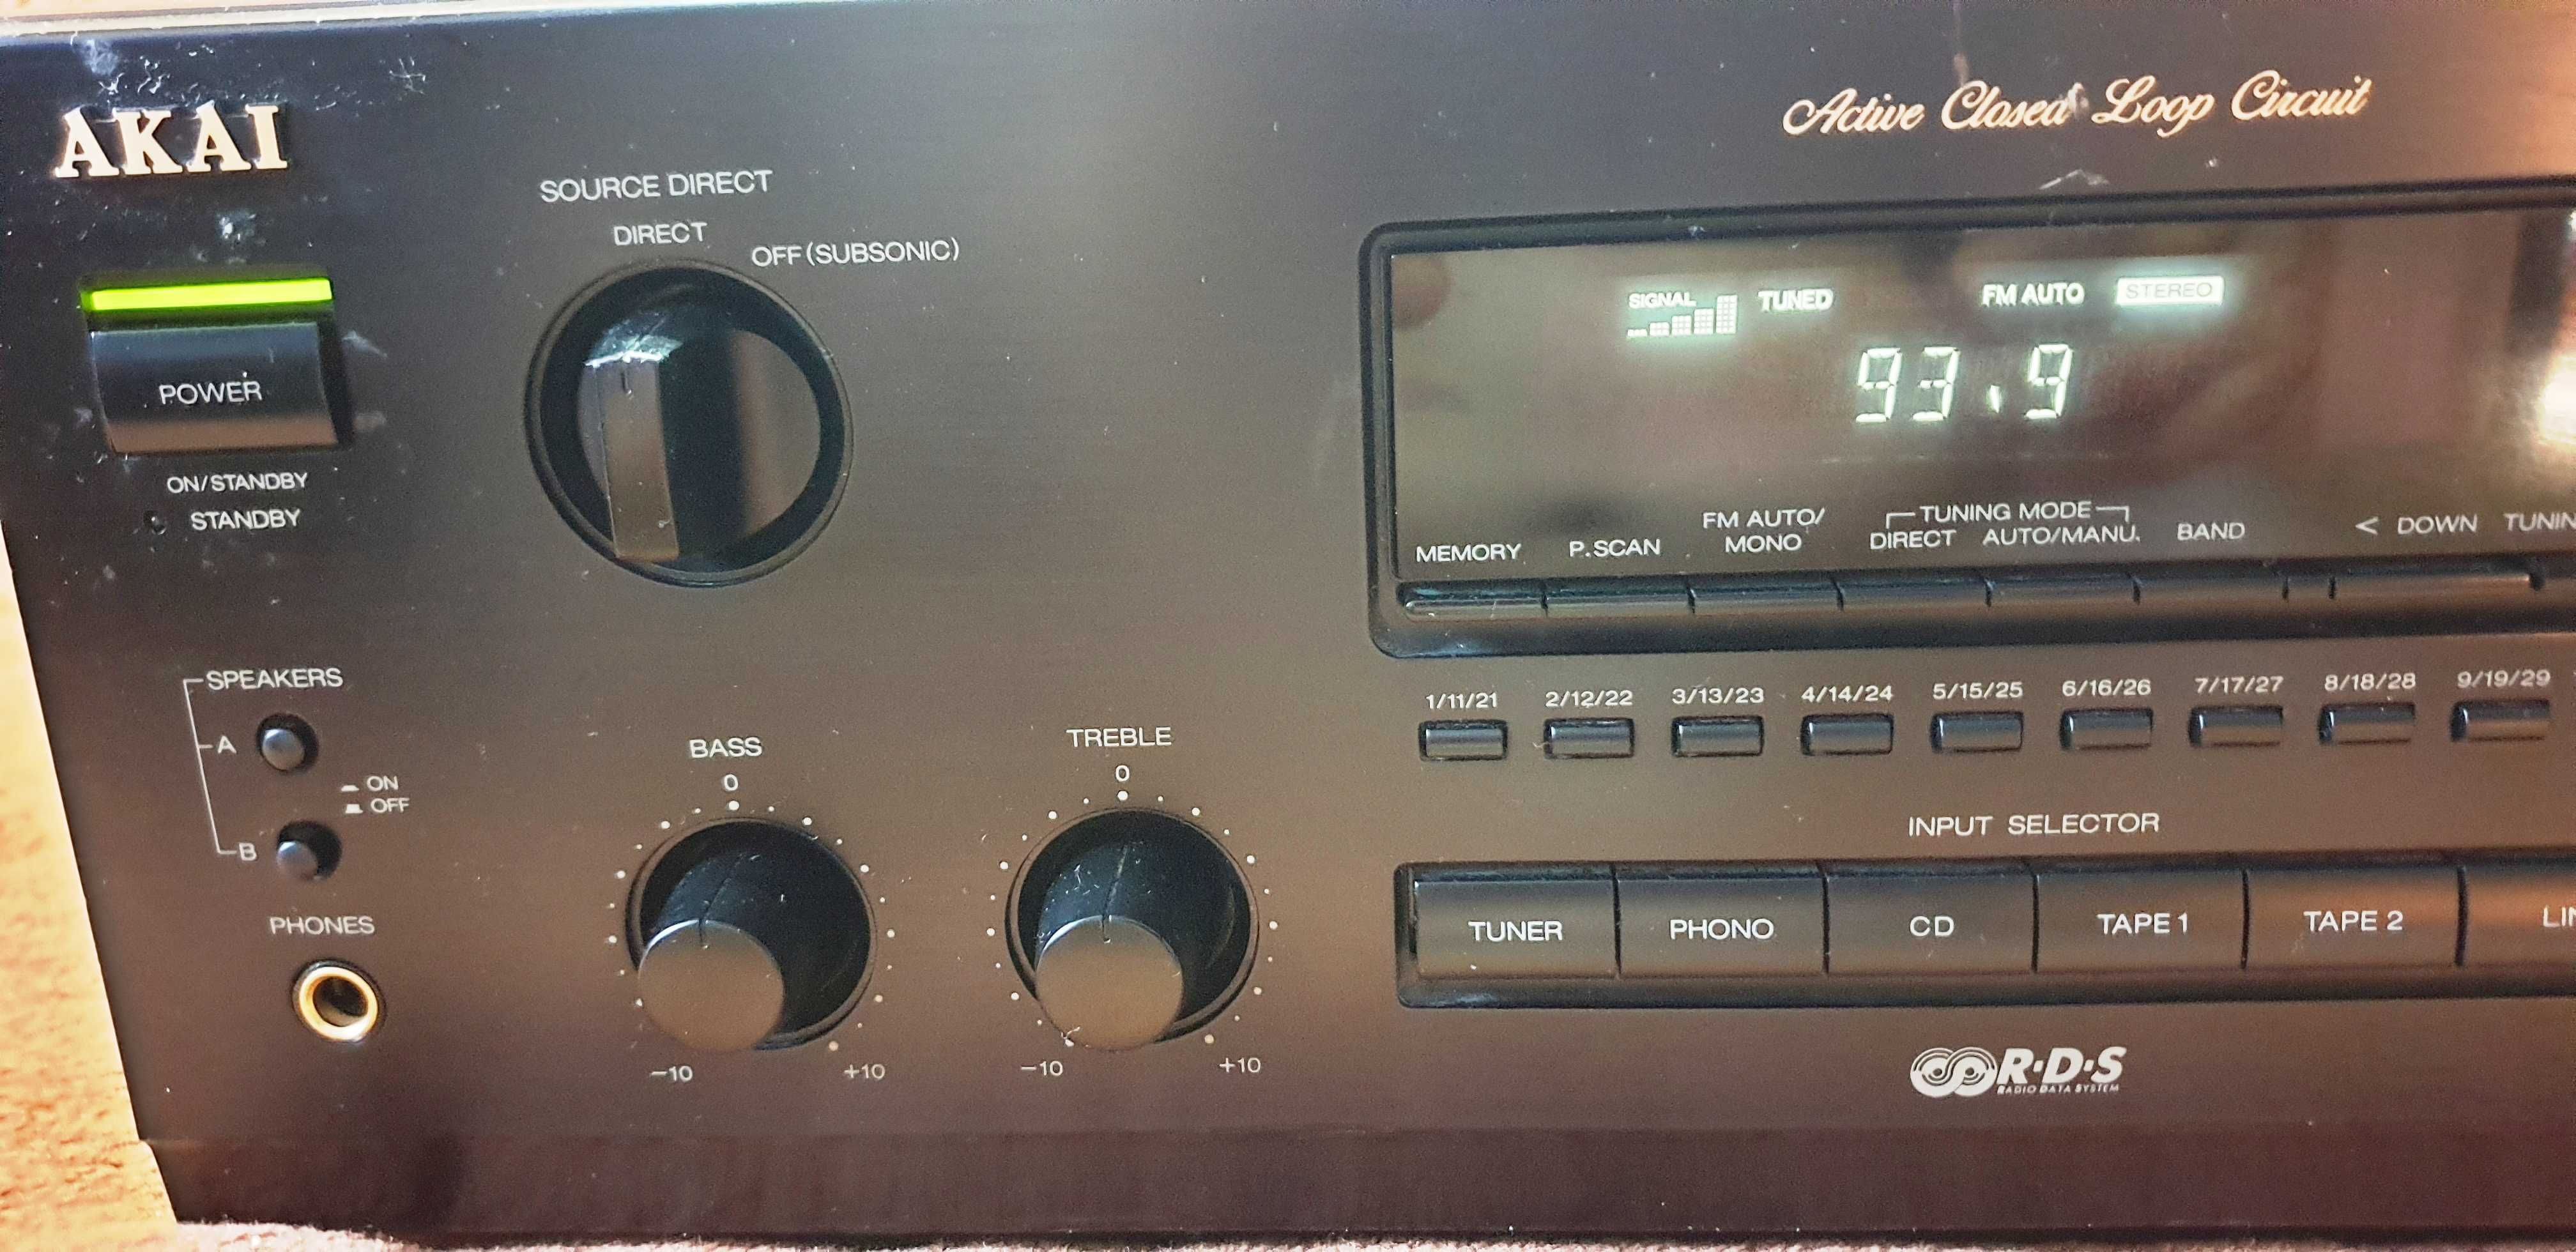 AKAI
Active Closed Loop Circuit
SOURCE DIRECT
DIRECT
OFF (SUBSONIC)
SIGNAL
TUNED
FM AUTO
STEREO
93.9
POWER
ON/STANDBY
STANDBY
MEMORY
P.SCAN
FM AUTO/
MONO
TUNING MODE
DIRECT
AUTO/MANU.
BAND
< DOWN
SPEAKERS
A
ON
OFF
B
PHONES
BASS
0
-10
+10
TREBLE
0
-10
+10
1/11/21
2/12/22
3/13/23
4/14/24
5/15/25
6/16/26
7/17/27
8/18/28
9/19/29
INPUT SELECTOR
TUNER
PHONO
CD
TAPE 1
TAPE 2
R·D·S
RADIO DATA SYSTEM